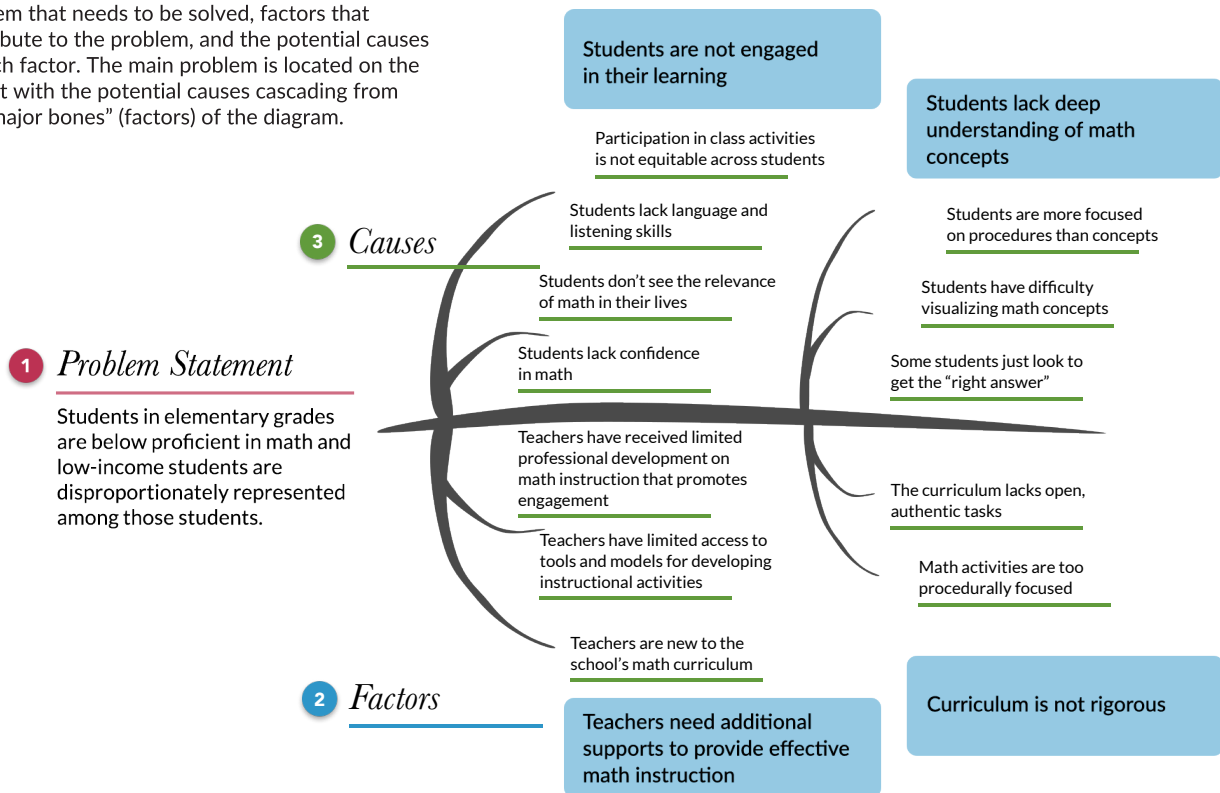 em that needs to be solved, factors that
bute to the problem, and the potential causes
ch factor. The main problem is located on the
t with the potential causes cascading from
major bones” (factors) of the diagram.
Students are not engaged
in their learning
Students lack deep
understanding of math
concepts
Participation in class activities
is not equitable across students
Students lack language and
listening skills
Students don’t see the relevance
of math in their lives
Students lack confidence
in math
Students are more focused
on procedures than concepts
Students have difficulty
visualizing math concepts
Some students just look to
get the “right answer”
3 Causes
1 Problem Statement
Students in elementary grades
are below proficient in math and
low-income students are
disproportionately represented
among those students.
Teachers have received limited
professional development on
math instruction that promotes
engagement
Teachers have limited access to
tools and models for developing
instructional activities
Teachers are new to the
school’s math curriculum
The curriculum lacks open,
authentic tasks
Math activities are too
procedurally focused
2 Factors
Teachers need additional
supports to provide effective
math instruction
Curriculum is not rigorous